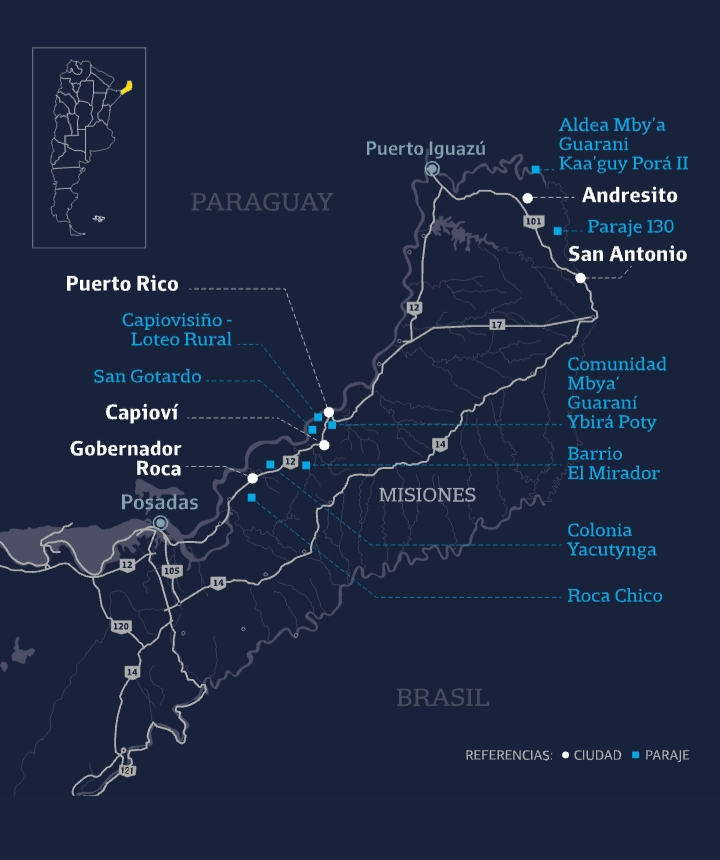 Aldea Mby'a
Guarani
Kaa'guy Porá II
Puerto Iguazú
Andresito
PARAGUAY
101
Paraje 130
San Antonio
Puerto Rico
12
17
Capiovisiño -
Loteo Rural
Comunidad
Mbya'
Guaraní
Ybirá Poty
San Gotardo
Capioví
14
Gobernador
Roca
12
Barrio
El Mirador
MISIONES
Posadas
Colonia
Yacutynga
12
105
14
Roca Chico
120
14
BRASIL
REFERENCIAS: CIUDAD PARAJE
121